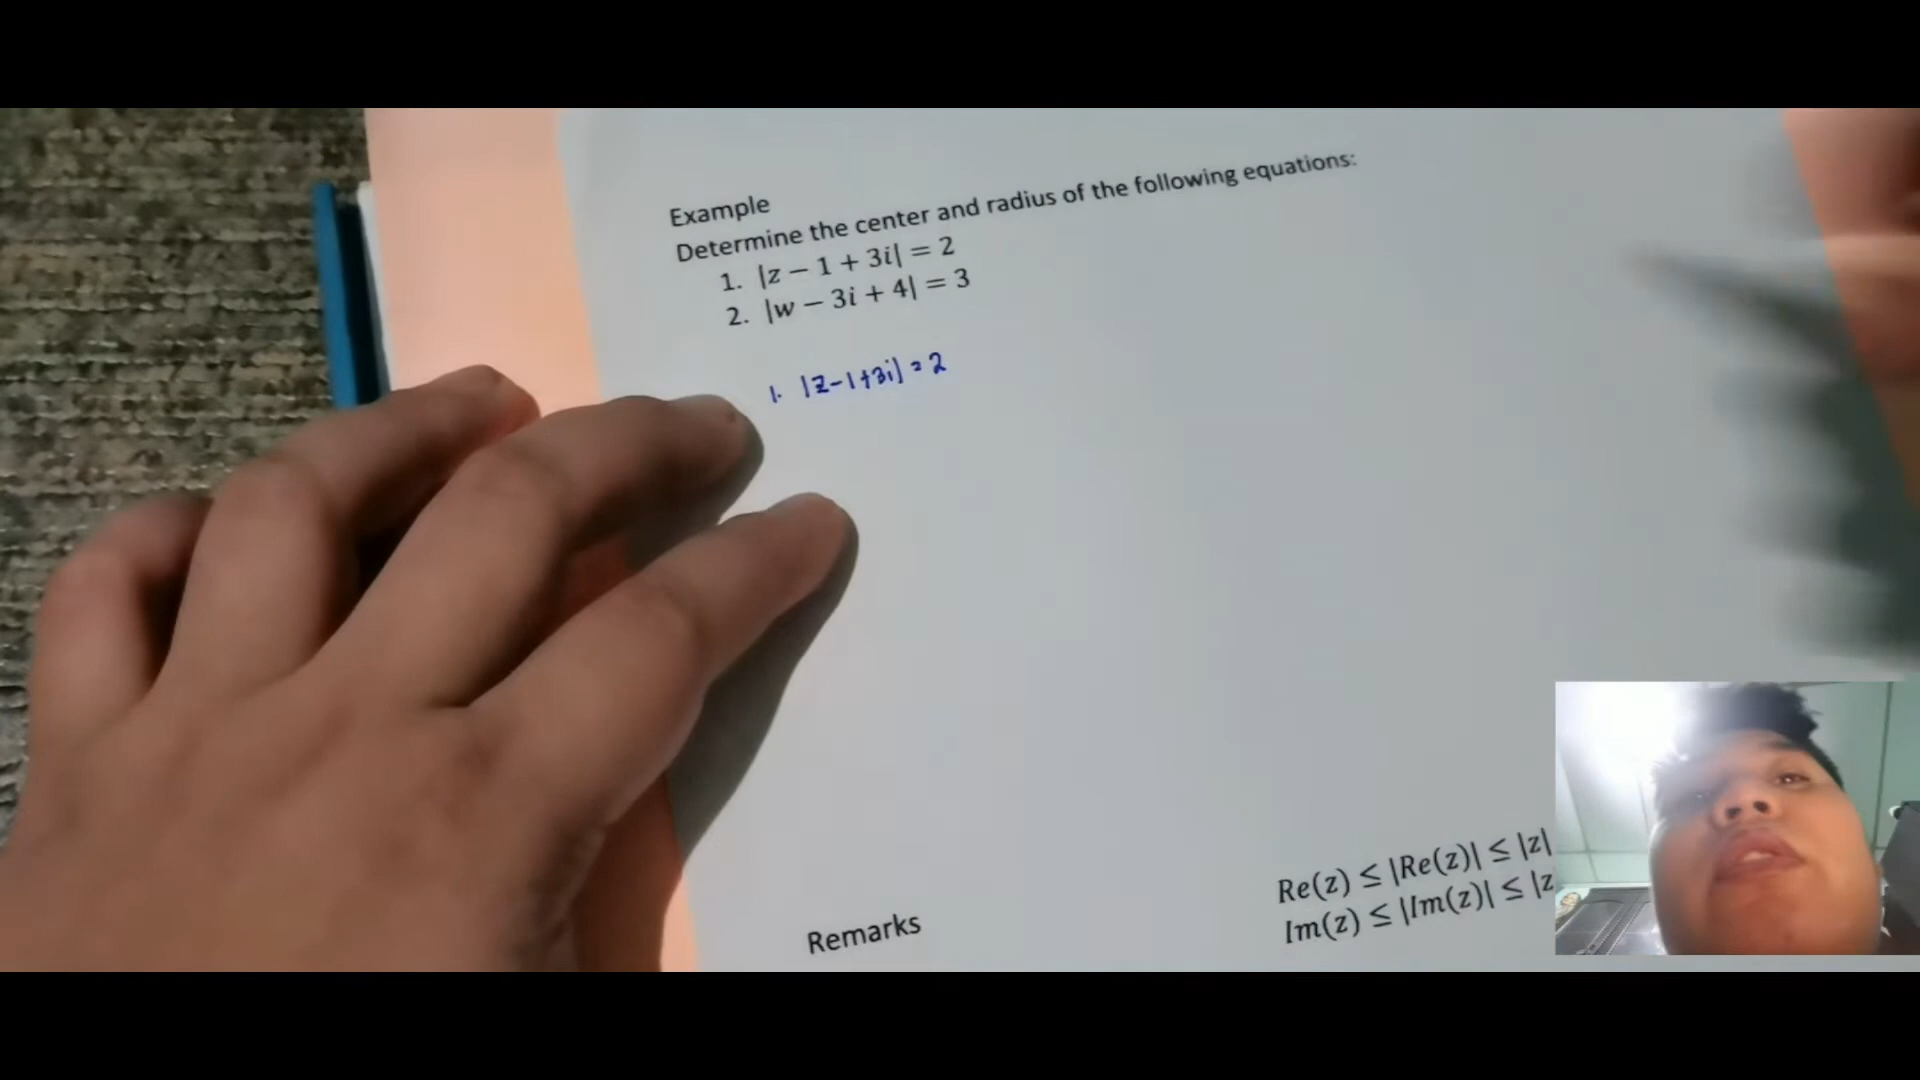 Example
Determine the center and radius of the following equations:
1. |z − 1 + 3i| = 2
2. |w − 3i + 4| = 3
1. |z-1+3i| = 2
Re(z) ≤ |Re(z)| ≤ |z|
Im(z) ≤ |Im(z)| ≤ |z
Remarks